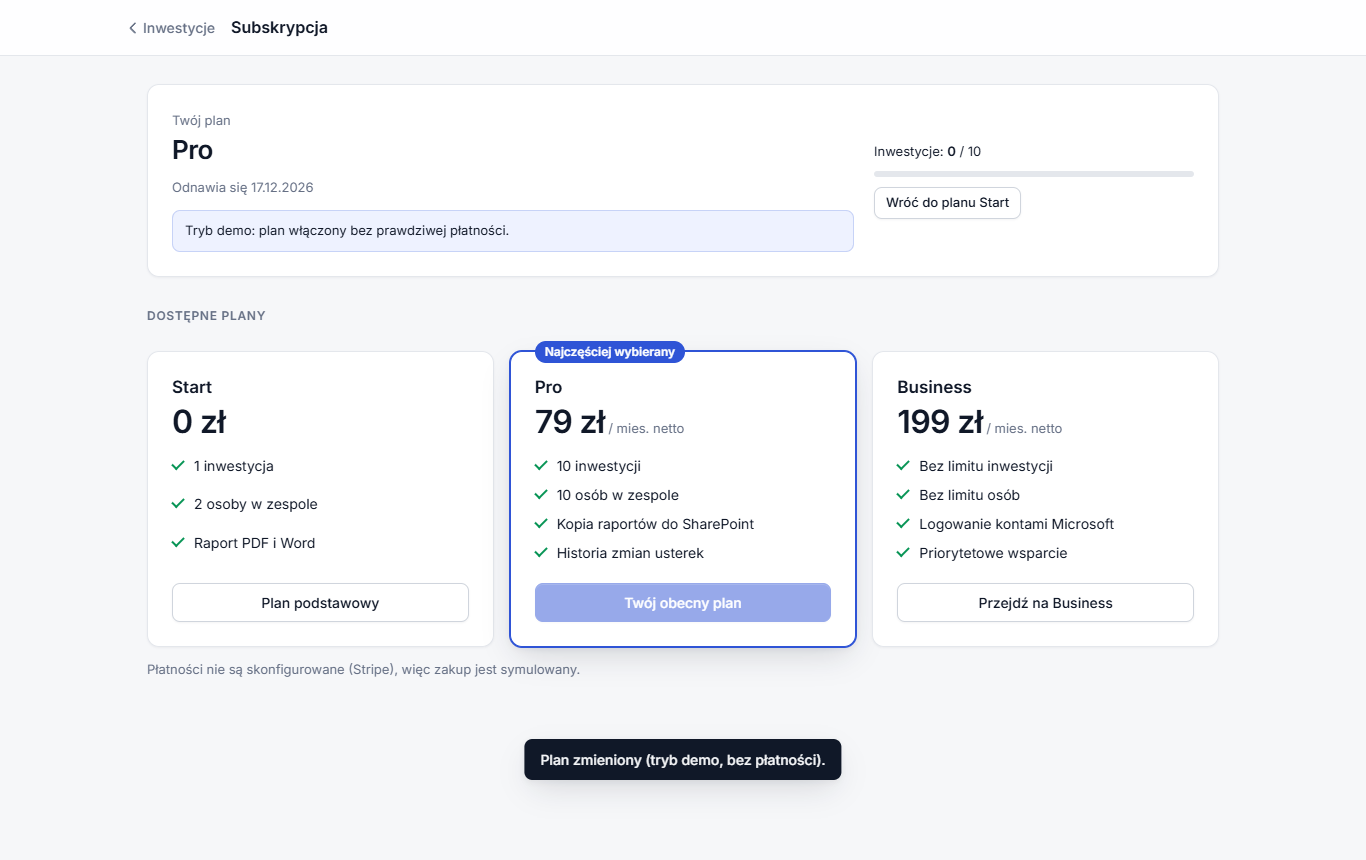 Inwestycje Subskrypcja
Twój plan
Pro
Odnawia się 17.12.2026
Tryb demo: plan włączony bez prawdziwej płatności.
Inwestycje: 0 / 10
Wróć do planu Start
DOSTĘPNE PLANY
Start
0 zł
1 inwestycja
2 osoby w zespole
Raport PDF i Word
Plan podstawowy
Najczęściej wybierany
Pro
79 zł / mies. netto
10 inwestycji
10 osób w zespole
Kopia raportów do SharePoint
Historia zmian usterek
Twój obecny plan
Business
199 zł / mies. netto
Bez limitu inwestycji
Bez limitu osób
Logowanie kontami Microsoft
Priorytetowe wsparcie
Przejdź na Business
Płatności nie są skonfigurowane (Stripe), więc zakup jest symulowany.
Plan zmieniony (tryb demo, bez płatności).